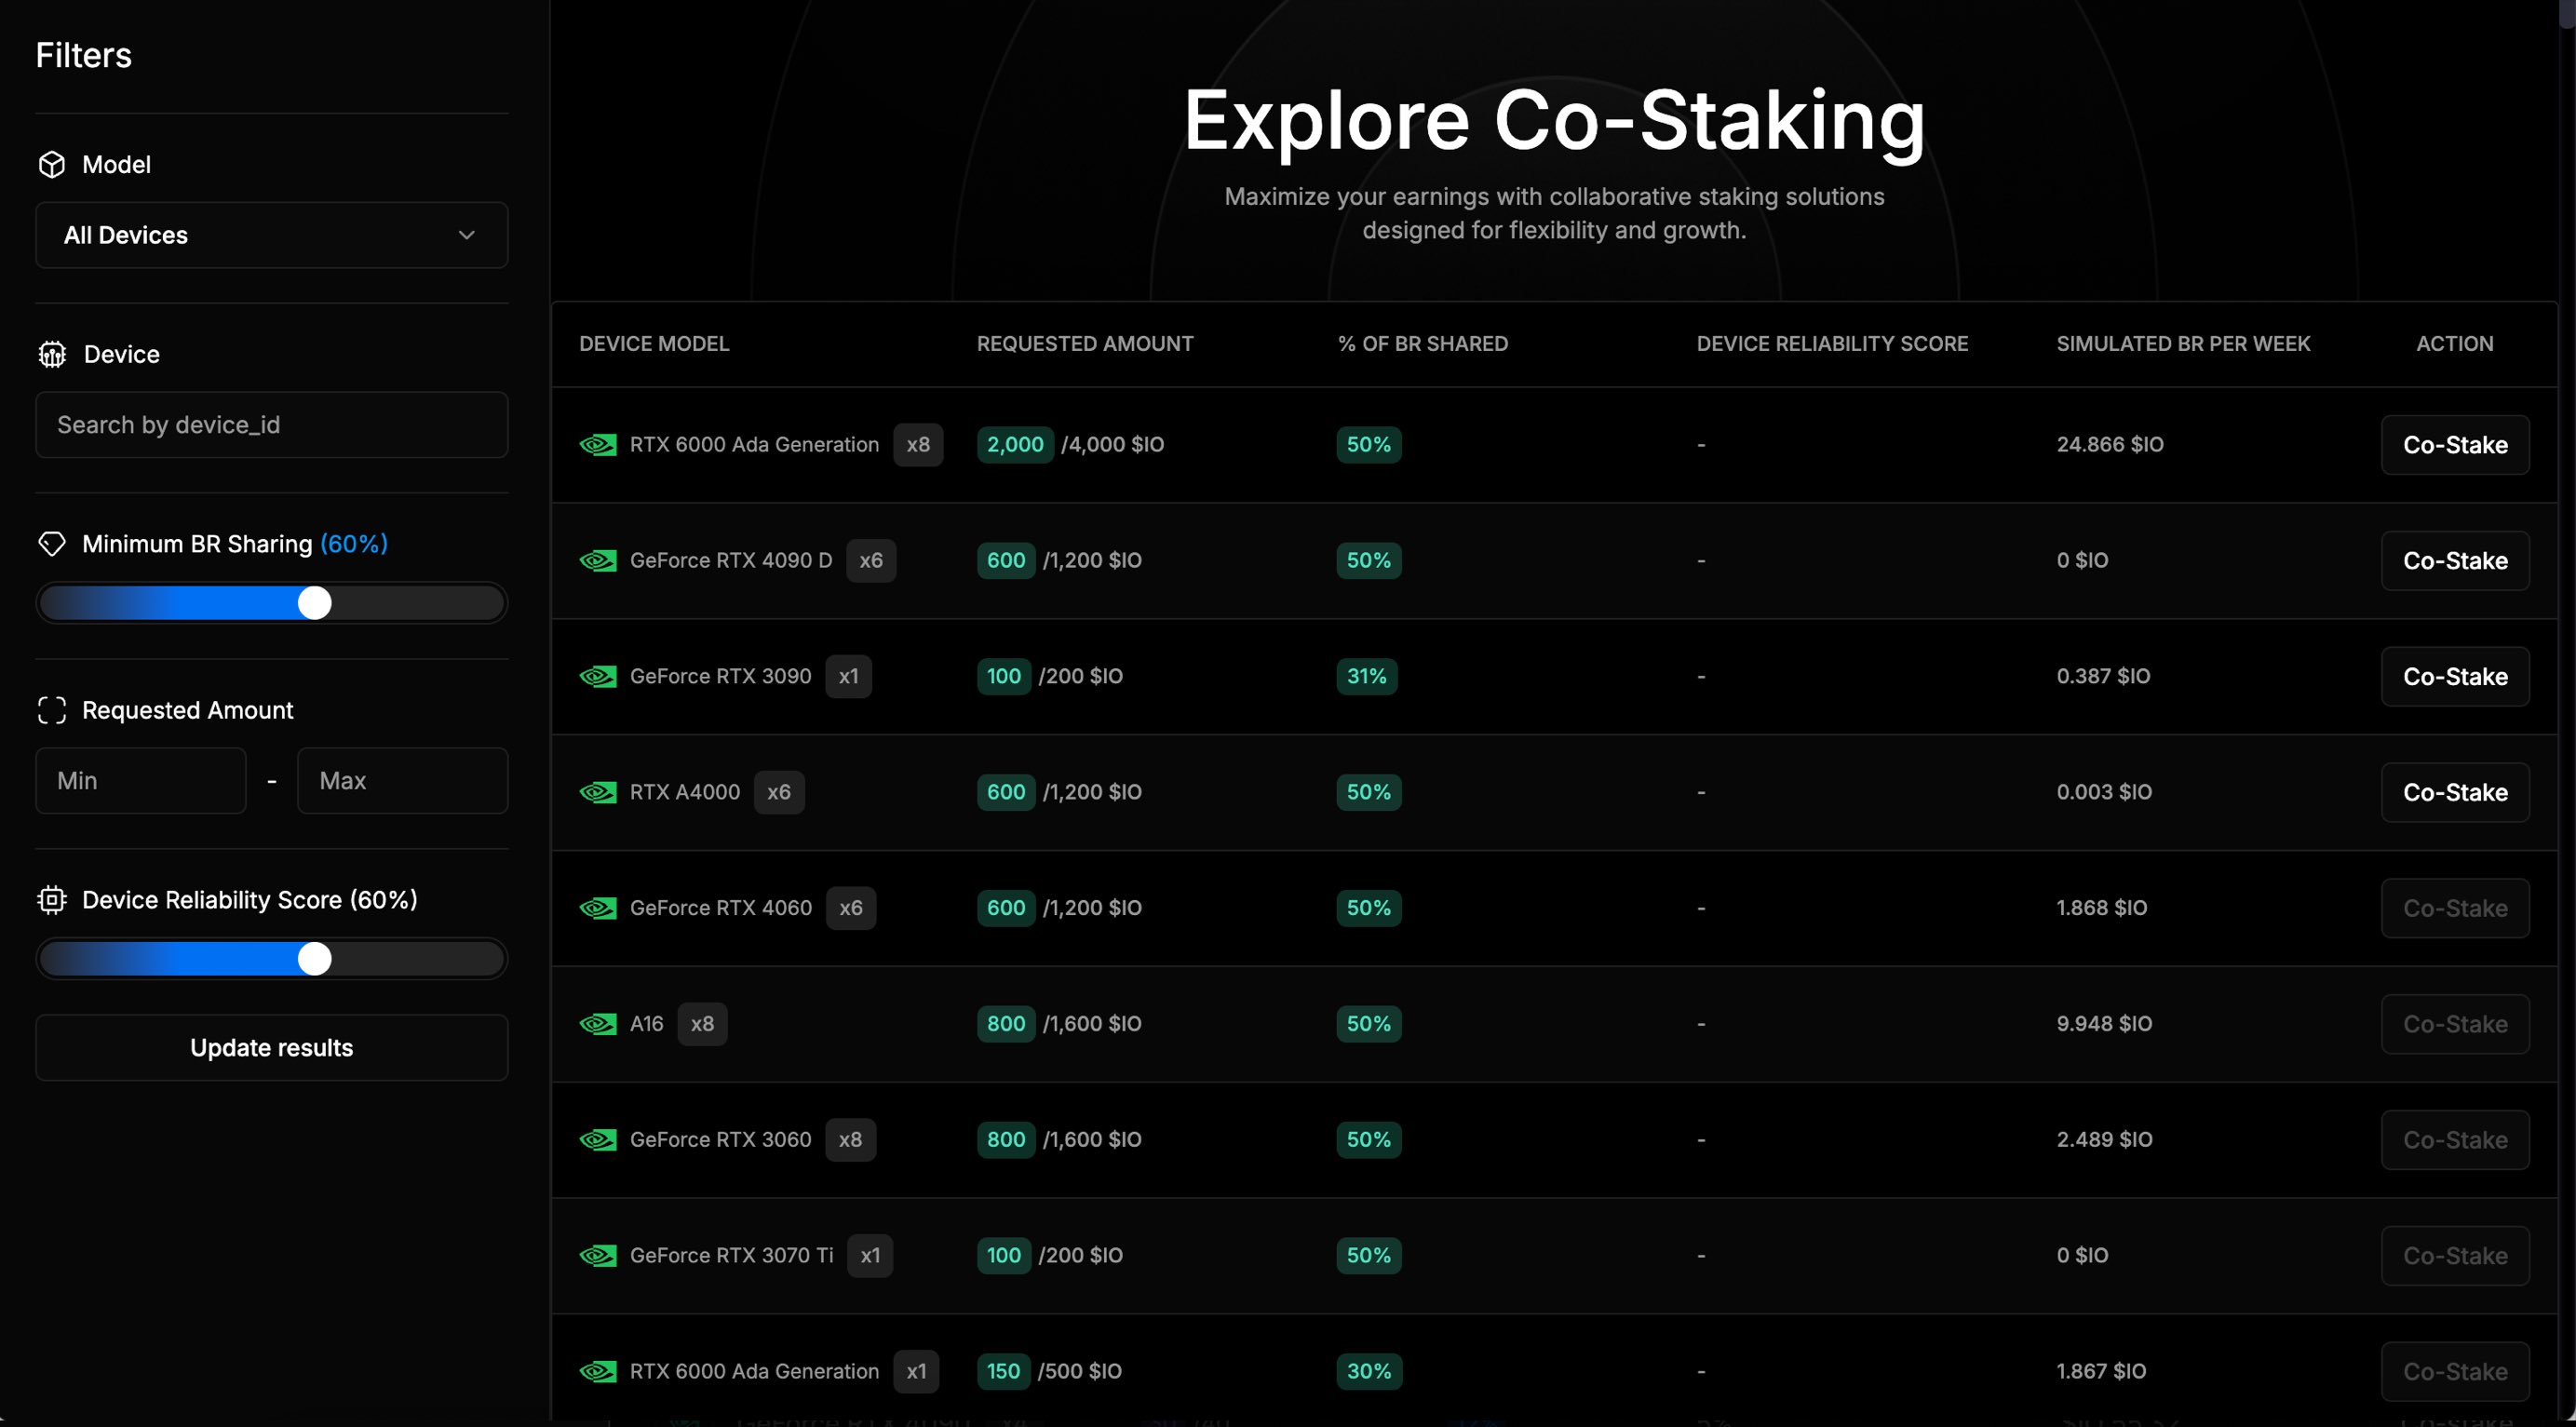 Filters
Model
All Devices
Device
Search by device_id
Minimum BR Sharing (60%)
Requested Amount
Min - Max
Device Reliability Score (60%)
Update results
Explore Co-Staking
Maximize your earnings with collaborative staking solutions
designed for flexibility and growth.
DEVICE MODEL REQUESTED AMOUNT % OF BR SHARED DEVICE RELIABILITY SCORE SIMULATED BR PER WEEK ACTION
RTX 6000 Ada Generation x8 2,000 /4,000 $IO 50% - 24.866 $IO Co-Stake
GeForce RTX 4090 D x6 600 /1,200 $IO 50% - 0 $IO Co-Stake
GeForce RTX 3090 x1 100 /200 $IO 31% - 0.387 $IO Co-Stake
RTX A4000 x6 600 /1,200 $IO 50% - 0.003 $IO Co-Stake
GeForce RTX 4060 x6 600 /1,200 $IO 50% - 1.868 $IO Co-Stake
A16 x8 800 /1,600 $IO 50% - 9.948 $IO Co-Stake
GeForce RTX 3060 x8 800 /1,600 $IO 50% - 2.489 $IO Co-Stake
GeForce RTX 3070 Ti x1 100 /200 $IO 50% - 0 $IO Co-Stake
RTX 6000 Ada Generation x1 150 /500 $IO 30% - 1.867 $IO Co-Stake